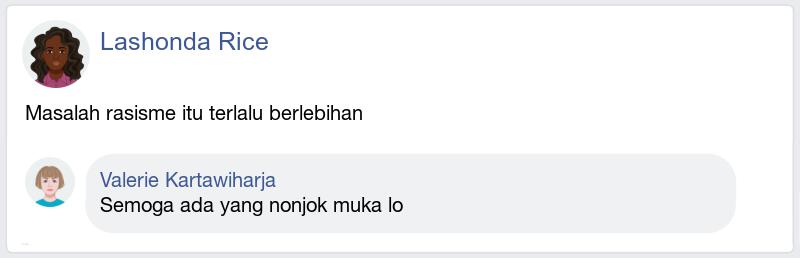 Lashonda Rice
Masalah rasisme itu terlalu berlebihan
Valerie Kartawiharja
Semoga ada yang nonjok muka lo